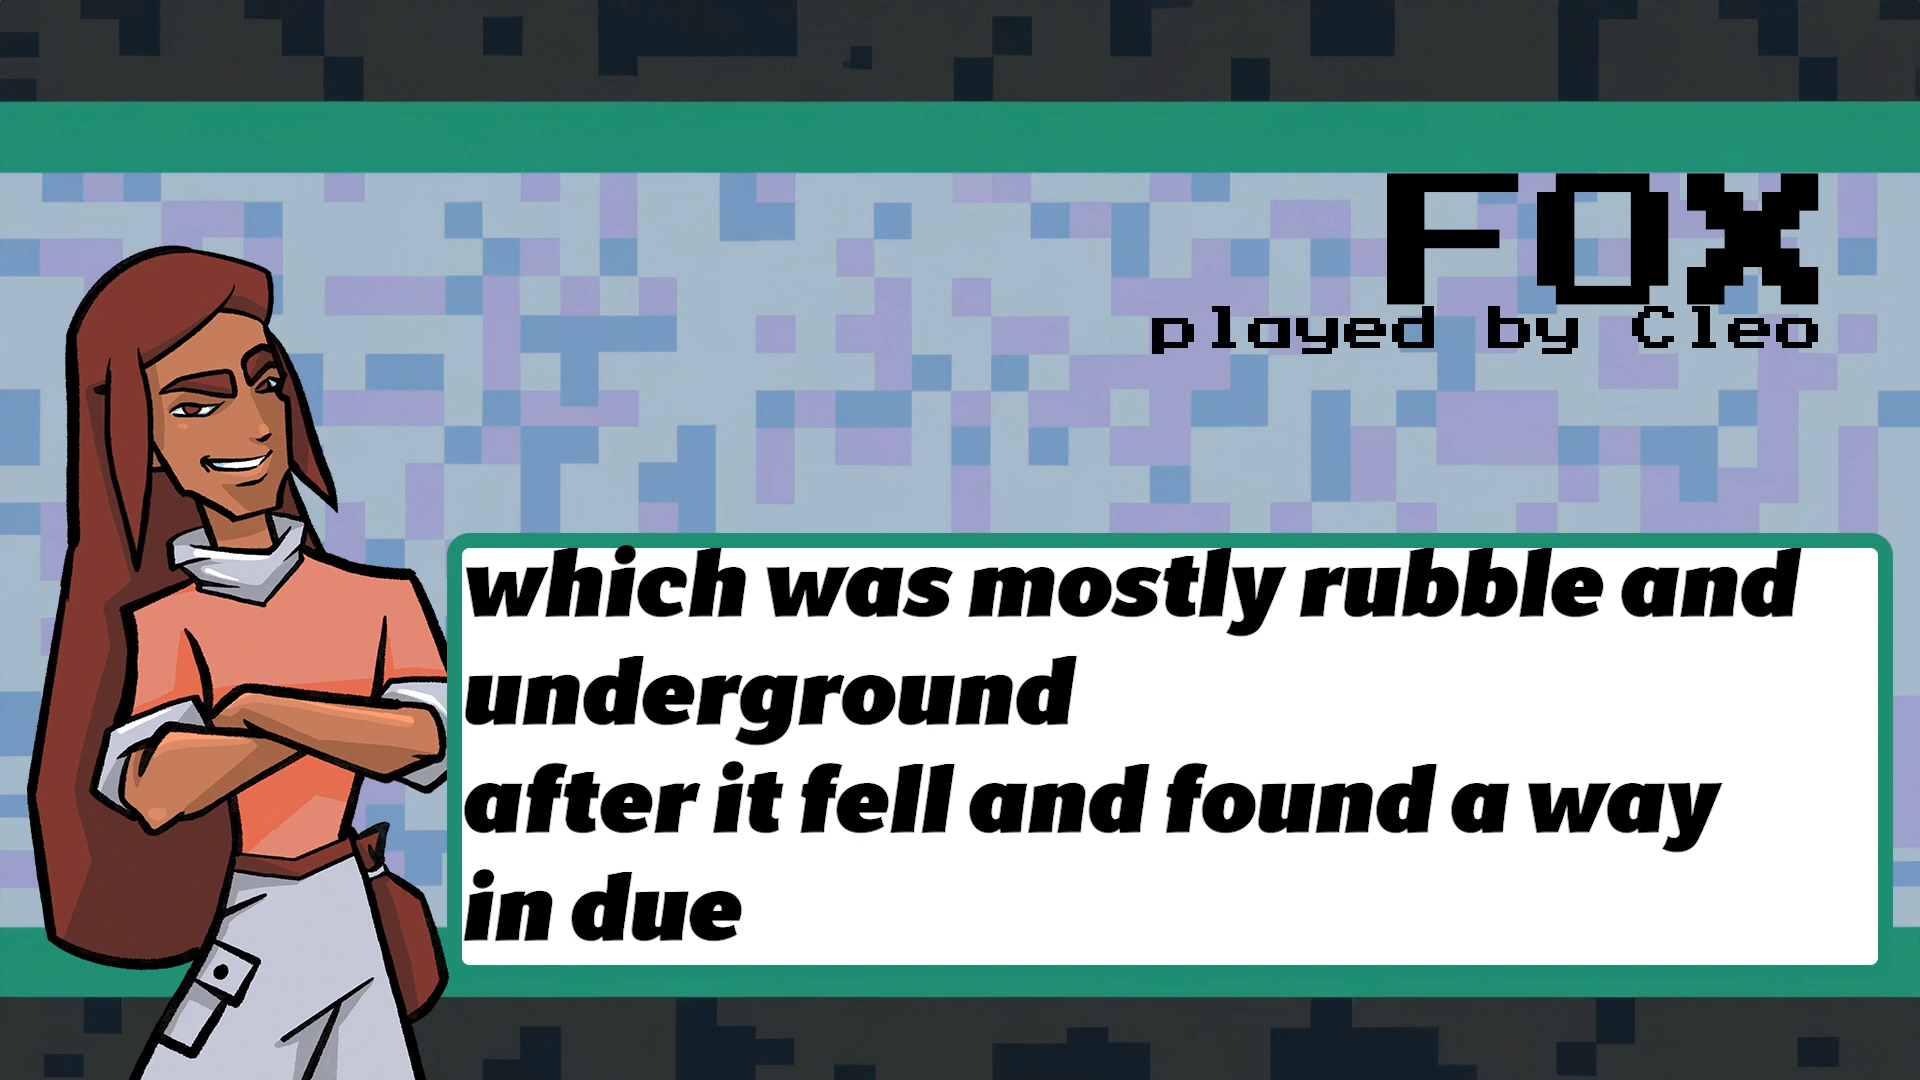 FOX
played by Cleo
which was mostly rubble and
underground
after it fell and found a way
in due